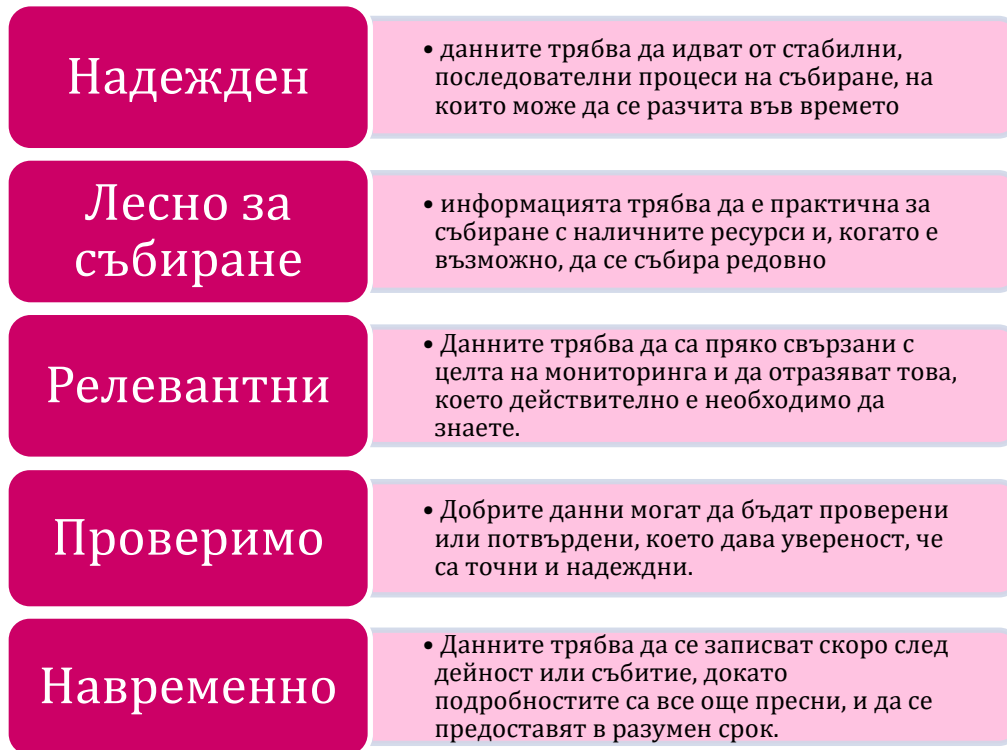 Надежден
• данните трябва да идват от стабилни,
последователни процеси на събиране, на
които може да се разчита във времето
Лесно за
събиране
• информацията трябва да е практична за
събиране с наличните ресурси и, когато е
възможно, да се събира редовно
Релевантни
• Данните трябва да са пряко свързани с
целта на мониторинга и да отразяват това,
което действително е необходимо да
знаете.
Проверимо
• Добрите данни могат да бъдат проверени
или потвърдени, което дава увереност, че
са точни и надеждни.
Навременно
• Данните трябва да се записват скоро след
дейност или събитие, докато
подробностите са все още пресни, и да се
предоставят в разумен срок.